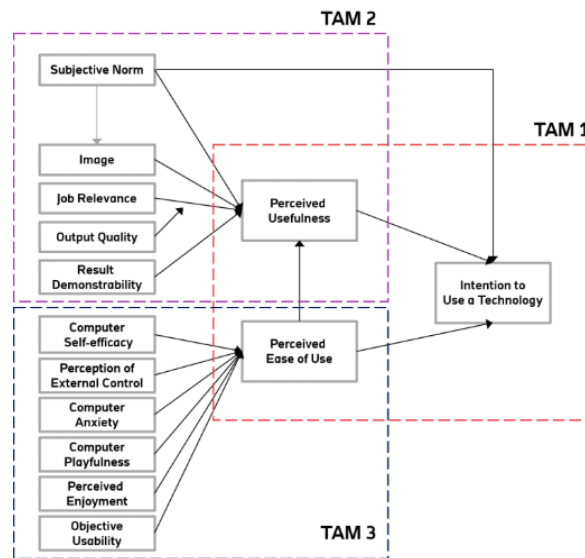 TAM 2
Subjective Norm
TAM 1
Image
Job Relevance
Output Quality
Result
Demonstrability
Perceived
Usefulness
Intention to
Use a Technology
Computer
Self-efficacy
Perception of
External Control
Computer
Anxiety
Computer
Playfulness
Perceived
Enjoyment
Objective
Usability
Perceived
Ease of Use
TAM 3